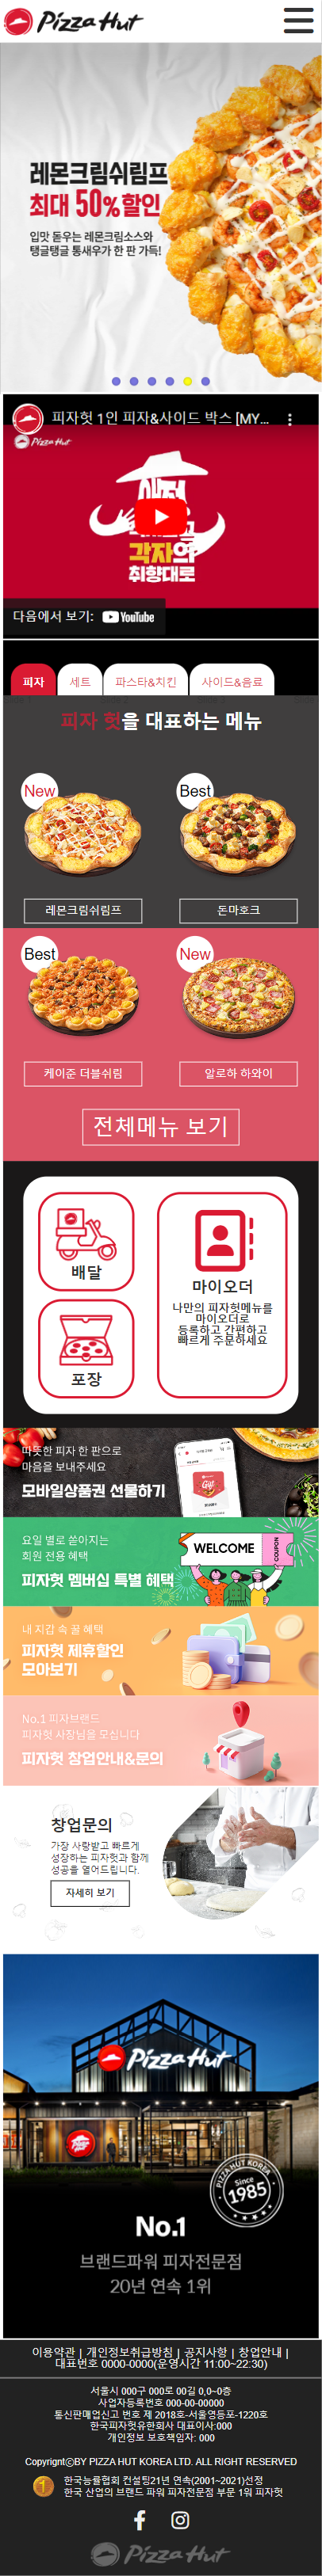 Pizza Hut
레몬크림쉬림프
최대 50%할인
입맛 돋우는 레몬크림소스와
탱글탱글 통새우가 한 판 가득!
피자헛 1인 피자&사이드 박스 [MY...
Pizza Hut
각자의
취향대로
다음에서 보기: YouTube
피자 세트 파스타&치킨 사이드&음료
피자 헛을 대표하는 메뉴
New Best
레몬크림쉬림프 돈마호크
Best New
케이준 더블쉬림 알로하 하와이
전체메뉴 보기
배달
포장
마이오더
나만의 피자헛메뉴를
마이오더로
등록하고 간편하고
빠르게 주문하세요
따뜻한 피자 한 판으로
마음을 보내주세요
모바일상품권 선물하기
Gift
요일 별로 쏟아지는
회원 전용 혜택
피자헛 멤버십 특별 혜택
WELCOME COUPON
내 지갑 속 꿀 혜택
피자헛 제휴할인
모아보기
No.1 피자브랜드
피자헛 사장님을 모십니다
피자헛 창업안내&문의
창업문의
가장 사랑받고 빠르게
성장하는 피자헛과 함께
성공을 열어드립니다.
자세히 보기
Pizza Hut
PIZZA HUT KOREA
Since
1985
No.1
브랜드파워 피자전문점
20년 연속 1위
이용약관 | 개인정보취급방침 | 공지사항 | 창업안내 |
대표번호 0000-0000(운영시간 11:00~22:30)
서울시 000구 000로 00길 0,0~0층
사업자등록번호 000-00-00000
통신판매업신고 번호 제 2018호-서울영등포-1220호
한국피자헛유한회사 대표이사:000
개인정보 보호책임자: 000
CopyrightⓒBY PIZZA HUT KOREA LTD. ALL RIGHT RESERVED
한국능률협회 컨설팅21년 연속(2001~2021)선정
한국 산업의 브랜드 파워 피자전문점 부문 1위 피자헛
Pizza Hut